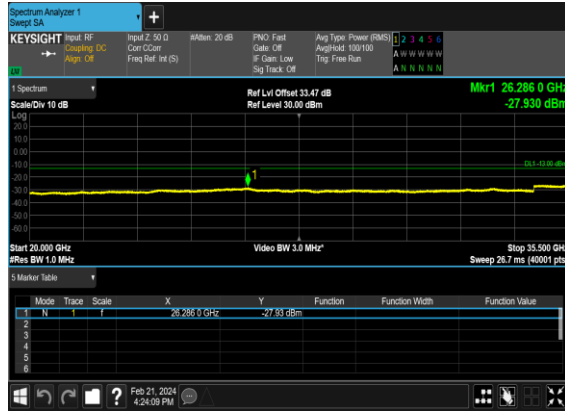 Spectrum Analyzer 1
Swept SA
+
KEYSIGHT Input: RF Input Z: 50 Ω #Atten: 20 dB PNO: Fast Avg Type: Power (RMS) 1 2 3 4 5 6
Coupling: DC Corr CCorr Gate: Off Avg|Hold: 100/100 A W W W W W
Align: Off Freq Ref: Int (S) IF Gain: Low Trig: Free Run
Sig Track: Off A N N N N N
1 Spectrum Ref Lvl Offset 33.47 dB Mkr1 26.286 0 GHz
Scale/Div 10 dB Ref Level 30.00 dBm -27.930 dBm
Log
20.0
10.0
0.00
-10.0
DL1 -13.00 dBm
1
-20.0
-30.0
-40.0
-50.0
-60.0
Start 20.000 GHz Video BW 3.0 MHz* Stop 35.500 GHz
#Res BW 1.0 MHz Sweep 26.7 ms (40001 pts)
5 Marker Table
Mode Trace Scale X Y Function Function Width Function Value
1 N 1 f 26.286 0 GHz -27.93 dBm
2
3
4
5
6
? Feb 21, 2024
4:24:09 PM